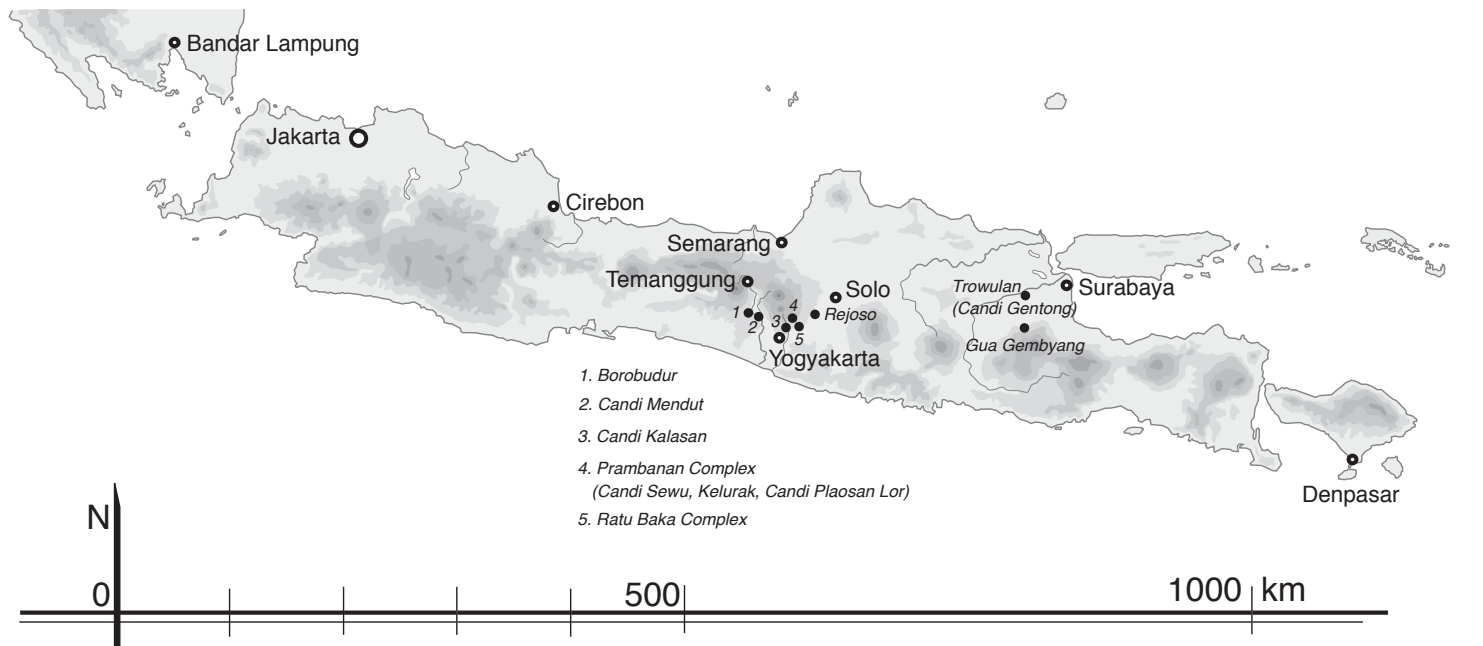 Bandar Lampung
Jakarta
Cirebon
Semarang
Temanggung
Solo
Trowulan
(Candi Gentong)
Surabaya
1
2
3
4
5
Rejoso
Gua Gembyang
Yogyakarta
1. Borobudur
2. Candi Mendut
3. Candi Kalasan
4. Prambanan Complex
(Candi Sewu, Kelurak, Candi Plaosan Lor)
5. Ratu Baka Complex
Denpasar
N
0
500
1000 km